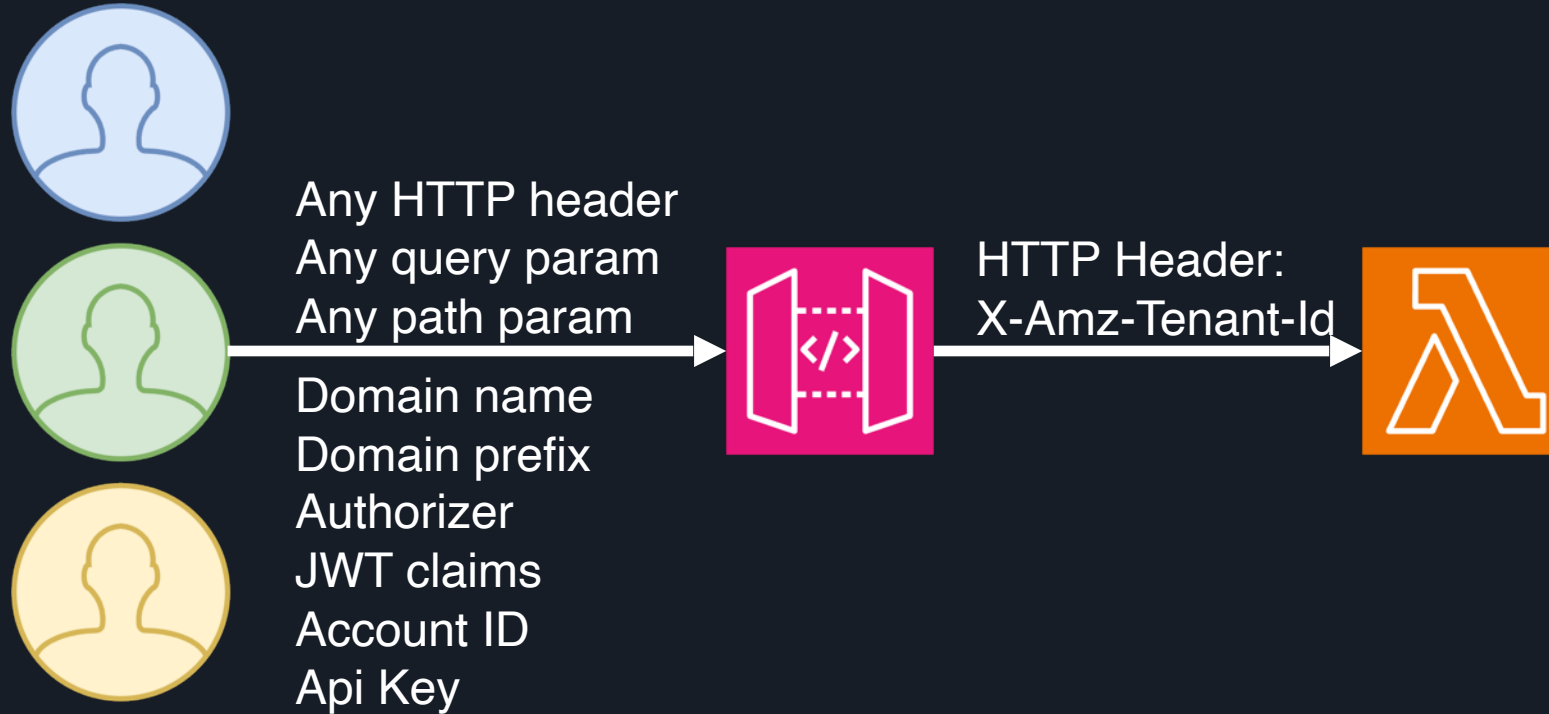 Any HTTP header
Any query param
Any path param
Domain name
Domain prefix
Authorizer
JWT claims
Account ID
Api Key
</>
HTTP Header:
X-Amz-Tenant-Id